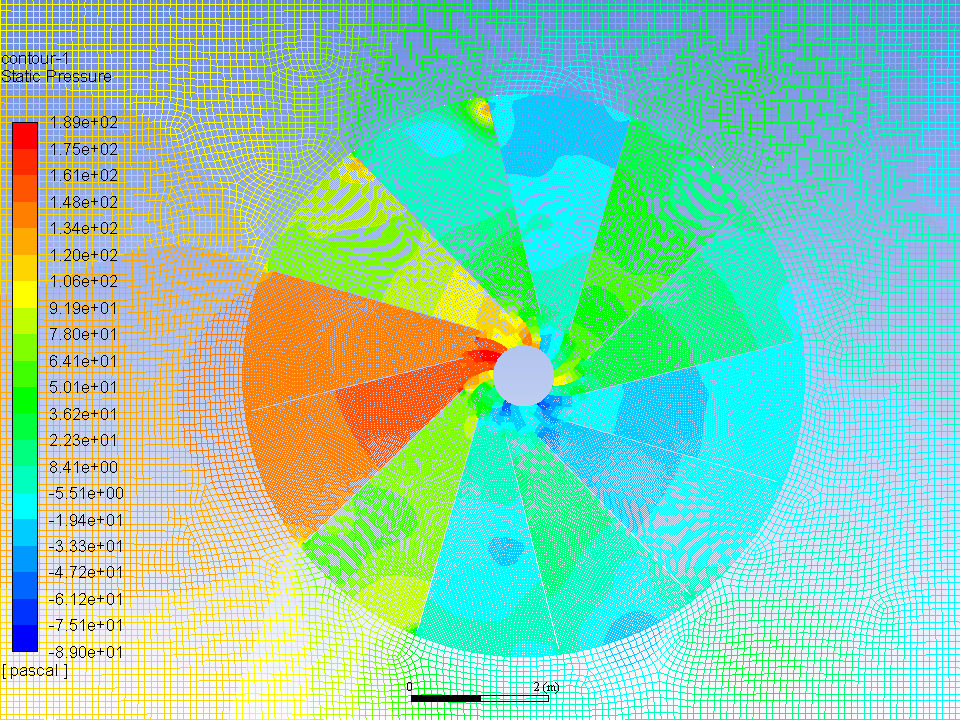 contour-1
Static Pressure
1.89e+02
1.75e+02
1.61e+02
1.48e+02
1.34e+02
1.20e+02
1.06e+02
9.19e+01
7.80e+01
6.41e+01
5.01e+01
3.62e+01
2.23e+01
8.41e+00
-5.51e+00
-1.94e+01
-3.33e+01
-4.72e+01
-6.12e+01
-7.51e+01
-8.90e+01
[ pascal ]
0 2 (m)